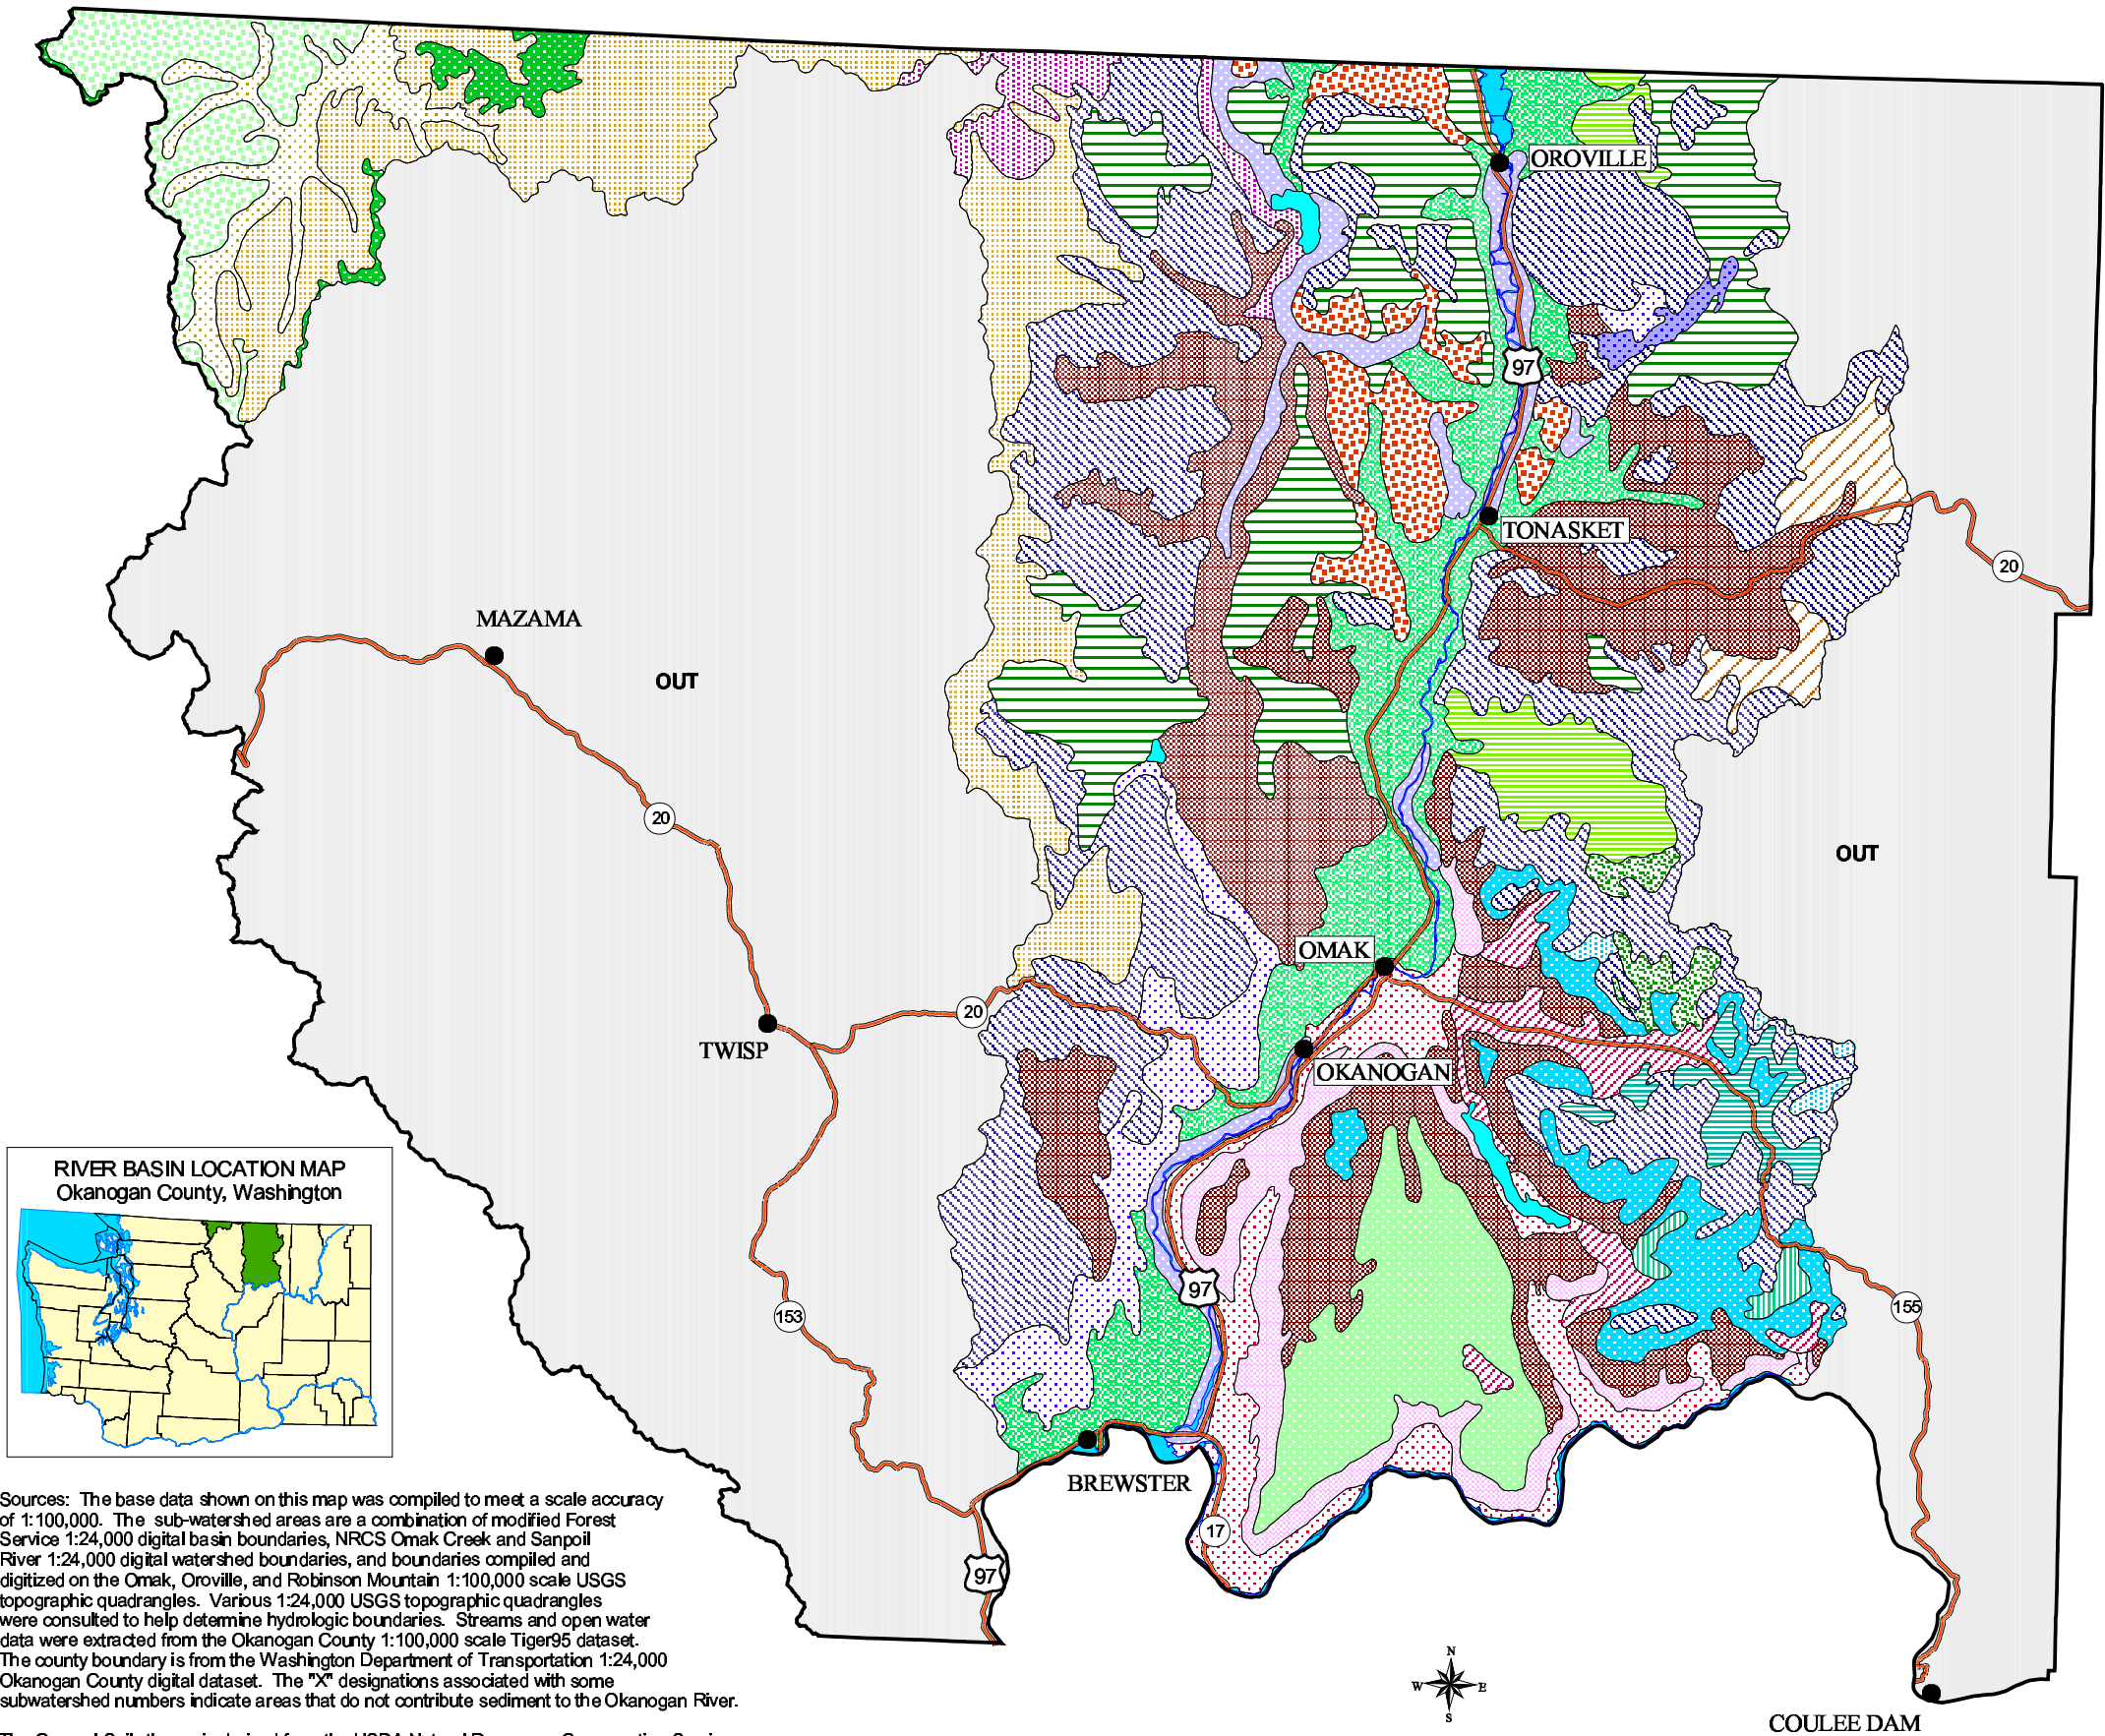 OROVILLE
97
TONASKET
20
MAZAMA
OUT
20
OUT
OMAK
20
TWISP
OKANOGAN
RIVER BASIN LOCATION MAP
Okanogan County, Washington
97
153
155
BREWSTER
17
97
Sources: The base data shown on this map was compiled to meet a scale accuracy
of 1:100,000. The sub-watershed areas are a combination of modified Forest
Service 1:24,000 digital basin boundaries, NRCS Omak Creek and Sanpoil
River 1:24,000 digital watershed boundaries, and boundaries compiled and
digitized on the Omak, Oroville, and Robinson Mountain 1:100,000 scale USGS
topographic quadrangles. Various 1:24,000 USGS topographic quadrangles
were consulted to help determine hydrologic boundaries. Streams and open water
data were extracted from the Okanogan County 1:100,000 scale Tiger95 dataset.
The county boundary is from the Washington Department of Transportation 1:24,000
Okanogan County digital dataset. The "X" designations associated with some
subwatershed numbers indicate areas that do not contribute sediment to the Okanogan River.
N
W E
S
COULEE DAM